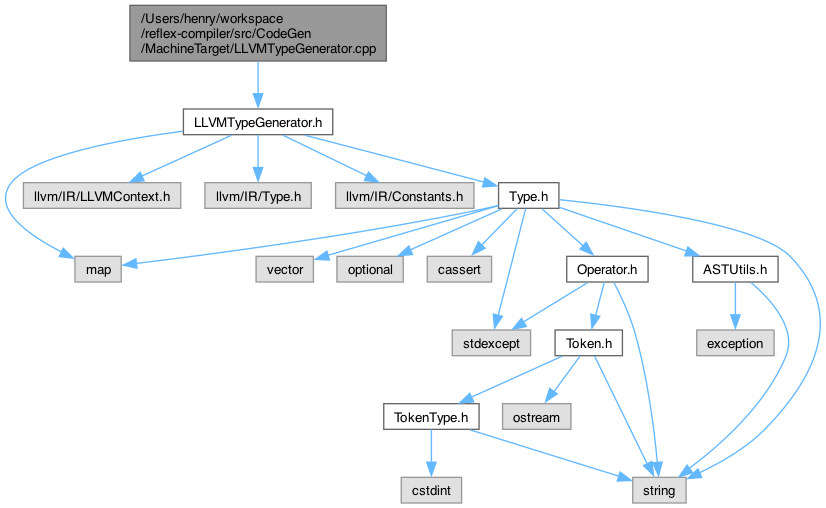 /Users/henry/workspace
/reflex-compiler/src/CodeGen
/MachineTarget/LLVMTypeGenerator.cpp
LLVMTypeGenerator.h
llvm/IR/LLVMContext.h
llvm/IR/Type.h
llvm/IR/Constants.h
Type.h
map
vector
optional
cassert
Operator.h
ASTUtils.h
stdexcept
Token.h
exception
TokenType.h
ostream
cstdint
string